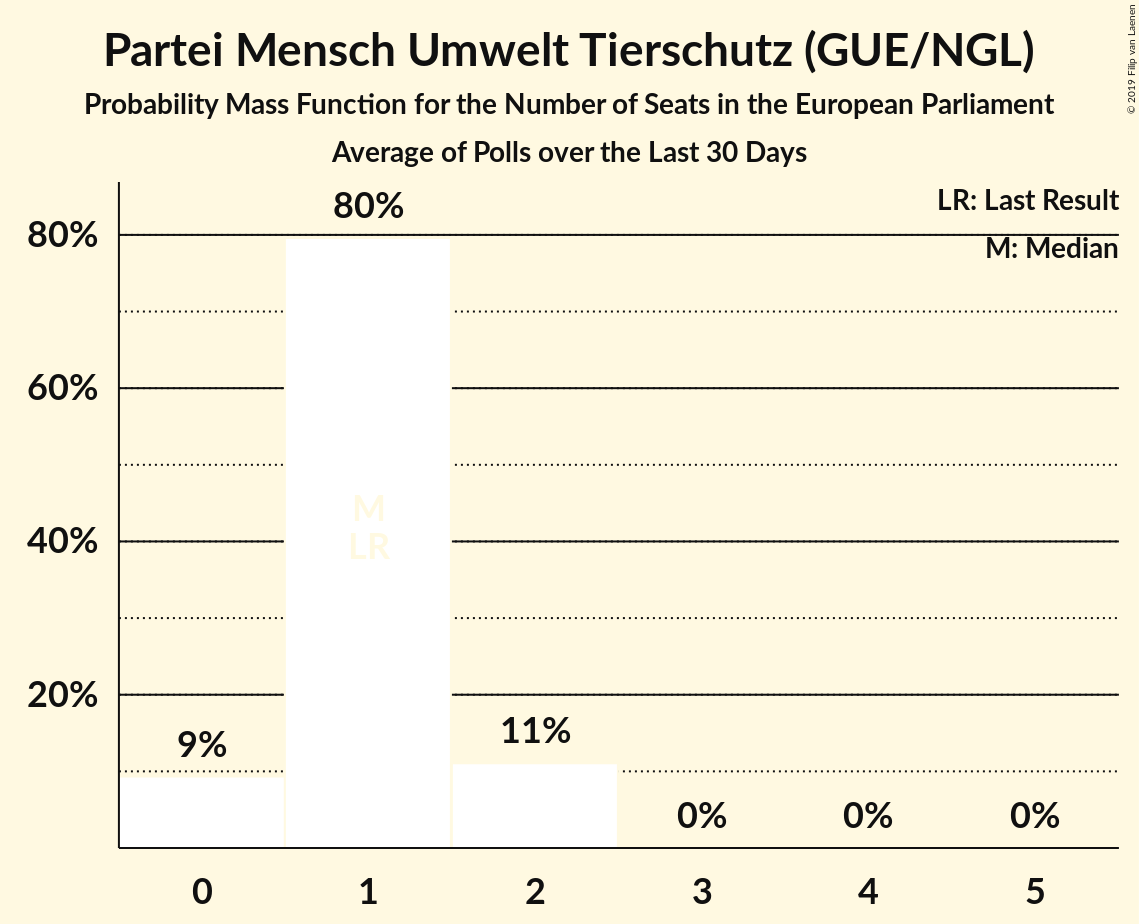 Partei Mensch Umwelt Tierschutz (GUE/NGL)
Probability Mass Function for the Number of Seats in the European Parliament
Average of Polls over the Last 30 Days
© 2019 Filip van Laenen
LR: Last Result
M: Median
80%
60%
40%
20%
9%
80%
11%
0%
0%
0%
M
LR
0
1
2
3
4
5